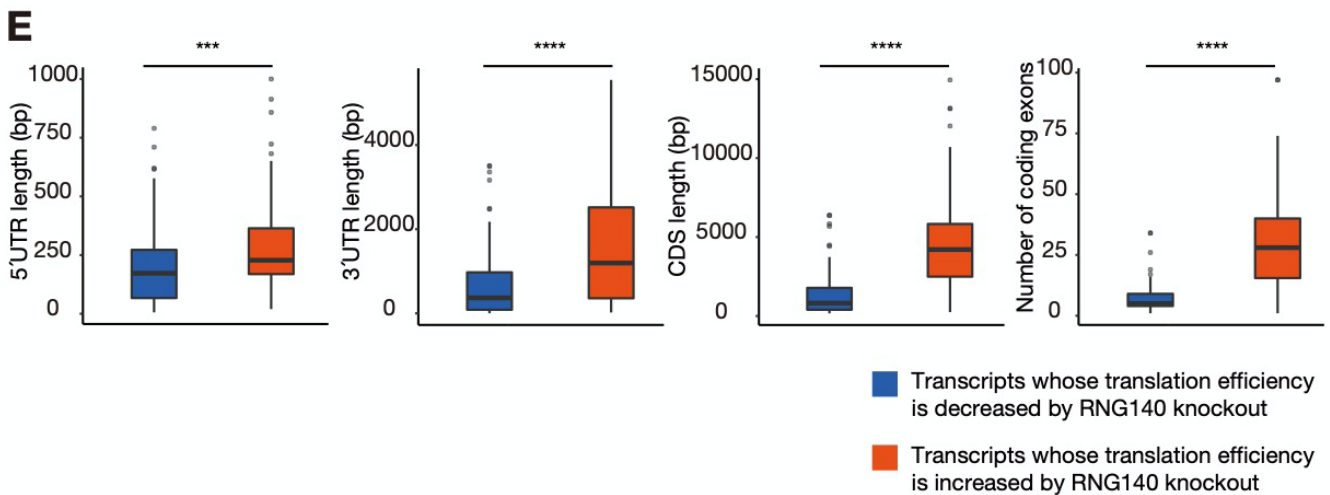 E
***
5´UTR length (bp)
1000
750
500
250
0
****
3´UTR length (bp)
4000
2000
0
****
CDS length (bp)
15000
10000
5000
0
****
Number of coding exons
100
75
50
25
0
Transcripts whose translation efficiency
is decreased by RNG140 knockout
Transcripts whose translation efficiency
is increased by RNG140 knockout